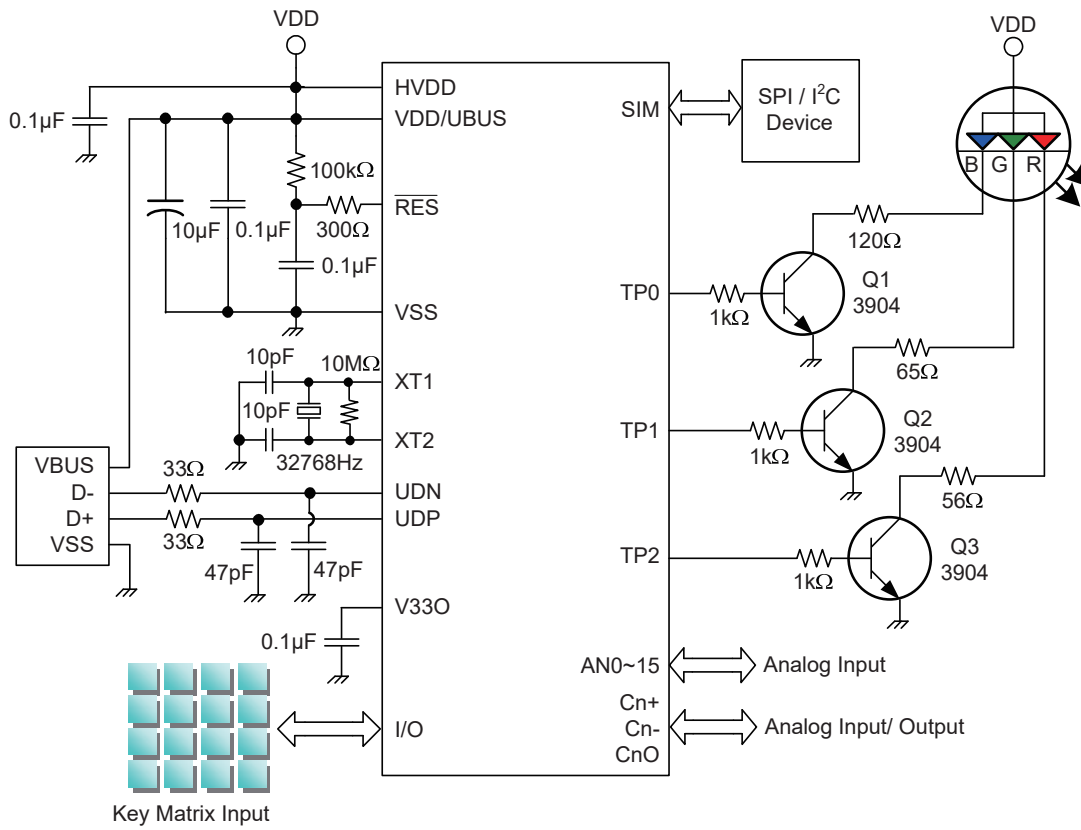 VDD
HVDD
0.1µF
VDD/UBUS
100kΩ
RES
10µF
0.1µF
300Ω
0.1µF
VSS
10pF
10MΩ
XT1
10pF
XT2
32768Hz
VBUS
D-
D+
VSS
33Ω
33Ω
UDN
UDP
47pF
47pF
V33O
0.1µF
I/O
Key Matrix Input
SIM
SPI / I²C
Device
VDD
B G R
120Ω
TP0
1kΩ
Q1
3904
65Ω
TP1
1kΩ
Q2
3904
56Ω
TP2
1kΩ
Q3
3904
AN0~15
Analog Input
Cn+
Cn-
CnO
Analog Input/ Output